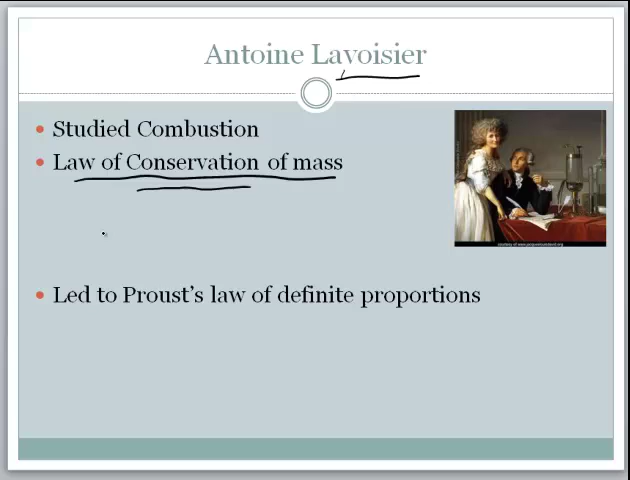 Antoine Lavoisier
• Studied Combustion
• Law of Conservation of mass
• Led to Proust's law of definite proportions